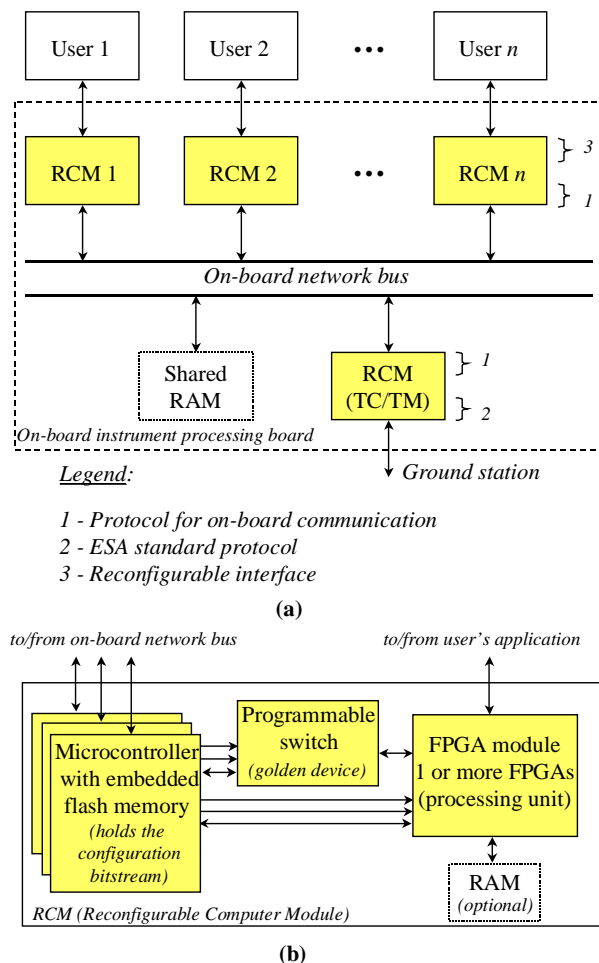 User 1
User 2
•••
User n
RCM 1
RCM 2
•••
RCM n
3
1
On-board network bus
Shared
RAM
RCM
(TC/TM)
1
2
On-board instrument processing board
Ground station
Legend:
1 - Protocol for on-board communication
2 - ESA standard protocol
3 - Reconfigurable interface
(a)
to/from on-board network bus
to/from user's application
Microcontroller
with embedded
flash memory
(holds the
configuration
bitstream)
Programmable
switch
(golden device)
FPGA module
1 or more FPGAs
(processing unit)
RAM
(optional)
RCM (Reconfigurable Computer Module)
(b)